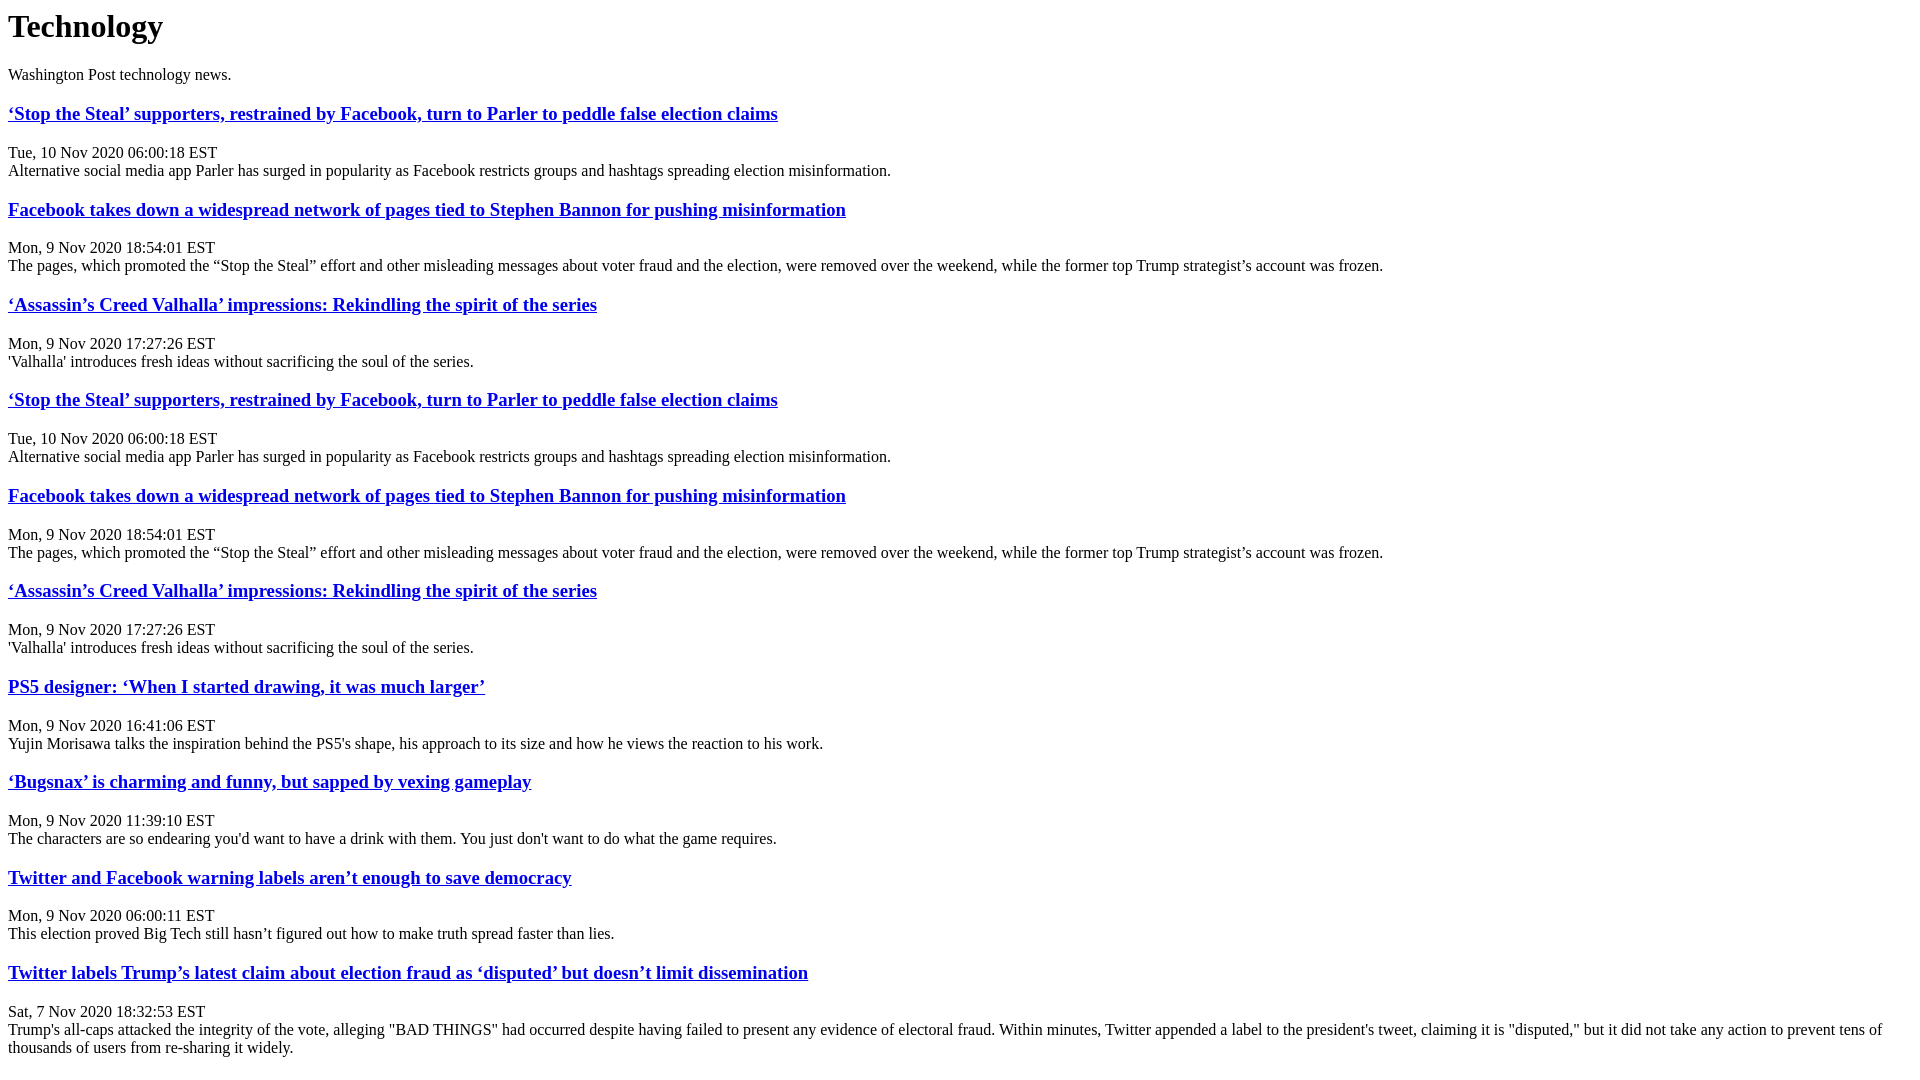 Technology
Washington Post technology news.
‘Stop the Steal’ supporters, restrained by Facebook, turn to Parler to peddle false election claims
Tue, 10 Nov 2020 06:00:18 EST
Alternative social media app Parler has surged in popularity as Facebook restricts groups and hashtags spreading election misinformation.
Facebook takes down a widespread network of pages tied to Stephen Bannon for pushing misinformation
Mon, 9 Nov 2020 18:54:01 EST
The pages, which promoted the “Stop the Steal” effort and other misleading messages about voter fraud and the election, were removed over the weekend, while the former top Trump strategist’s account was frozen.
‘Assassin’s Creed Valhalla’ impressions: Rekindling the spirit of the series
Mon, 9 Nov 2020 17:27:26 EST
'Valhalla' introduces fresh ideas without sacrificing the soul of the series.
‘Stop the Steal’ supporters, restrained by Facebook, turn to Parler to peddle false election claims
Tue, 10 Nov 2020 06:00:18 EST
Alternative social media app Parler has surged in popularity as Facebook restricts groups and hashtags spreading election misinformation.
Facebook takes down a widespread network of pages tied to Stephen Bannon for pushing misinformation
Mon, 9 Nov 2020 18:54:01 EST
The pages, which promoted the “Stop the Steal” effort and other misleading messages about voter fraud and the election, were removed over the weekend, while the former top Trump strategist’s account was frozen.
‘Assassin’s Creed Valhalla’ impressions: Rekindling the spirit of the series
Mon, 9 Nov 2020 17:27:26 EST
'Valhalla' introduces fresh ideas without sacrificing the soul of the series.
PS5 designer: ‘When I started drawing, it was much larger’
Mon, 9 Nov 2020 16:41:06 EST
Yujin Morisawa talks the inspiration behind the PS5's shape, his approach to its size and how he views the reaction to his work.
‘Bugsnax’ is charming and funny, but sapped by vexing gameplay
Mon, 9 Nov 2020 11:39:10 EST
The characters are so endearing you'd want to have a drink with them. You just don't want to do what the game requires.
Twitter and Facebook warning labels aren’t enough to save democracy
Mon, 9 Nov 2020 06:00:11 EST
This election proved Big Tech still hasn’t figured out how to make truth spread faster than lies.
Twitter labels Trump’s latest claim about election fraud as ‘disputed’ but doesn’t limit dissemination
Sat, 7 Nov 2020 18:32:53 EST
Trump's all-caps attacked the integrity of the vote, alleging "BAD THINGS" had occurred despite having failed to present any evidence of electoral fraud. Within minutes, Twitter appended a label to the president's tweet, claiming it is "disputed," but it did not take any action to prevent tens of
thousands of users from re-sharing it widely.